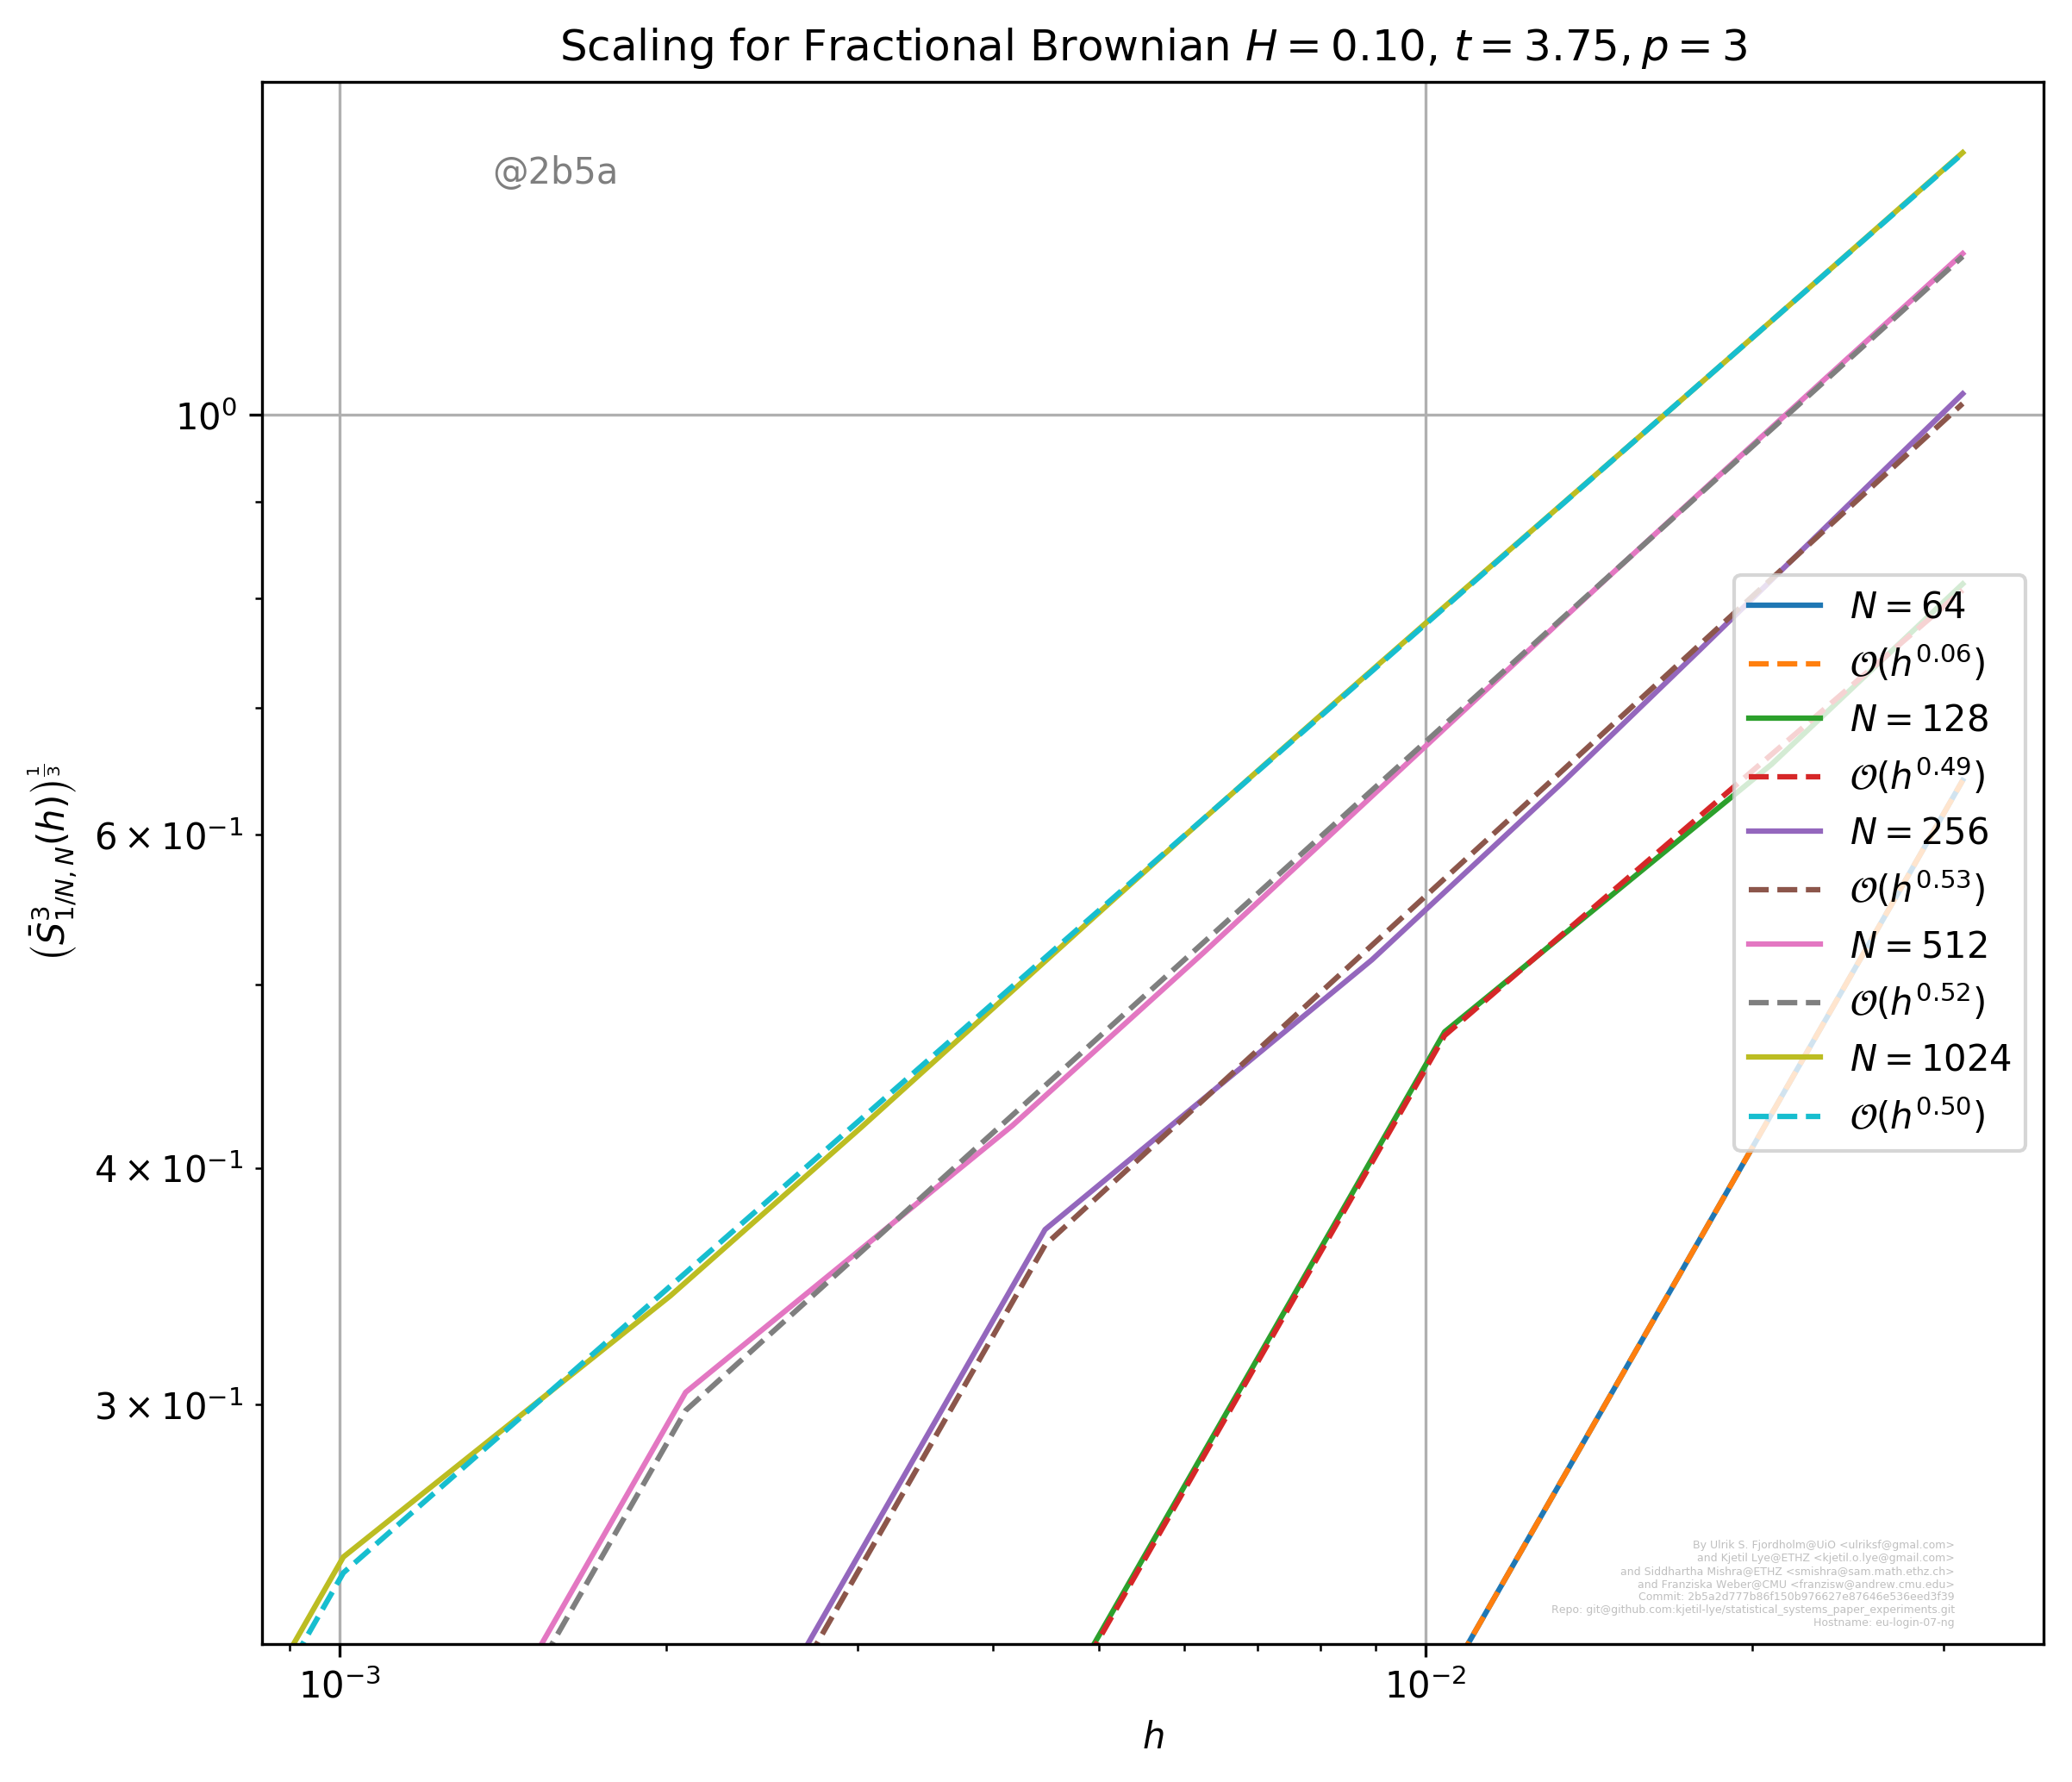 Scaling for Fractional Brownian H = 0.10, t = 3.75, p = 3
@2b5a
10⁰
6 × 10⁻¹
4 × 10⁻¹
3 × 10⁻¹
(S̄³₁/N, N(h))^(1/3)
N = 64
𝒪(h^0.06)
N = 128
𝒪(h^0.49)
N = 256
𝒪(h^0.53)
N = 512
𝒪(h^0.52)
N = 1024
𝒪(h^0.50)
By Ulrik S. Fjordholm@UiO <ulriksf@gmal.com>
and Kjetil Lye@ETHZ <kjetil.o.lye@gmail.com>
and Siddhartha Mishra@ETHZ <smishra@sam.math.ethz.ch>
and Franziska Weber@CMU <franzisw@andrew.cmu.edu>
Commit: 2b5a2d777b86f150b976627e87646e536eed3f39
Repo: git@github.com:kjetil-lye/statistical_systems_paper_experiments.git
Hostname: eu-login-07-ng
10⁻³
10⁻²
h